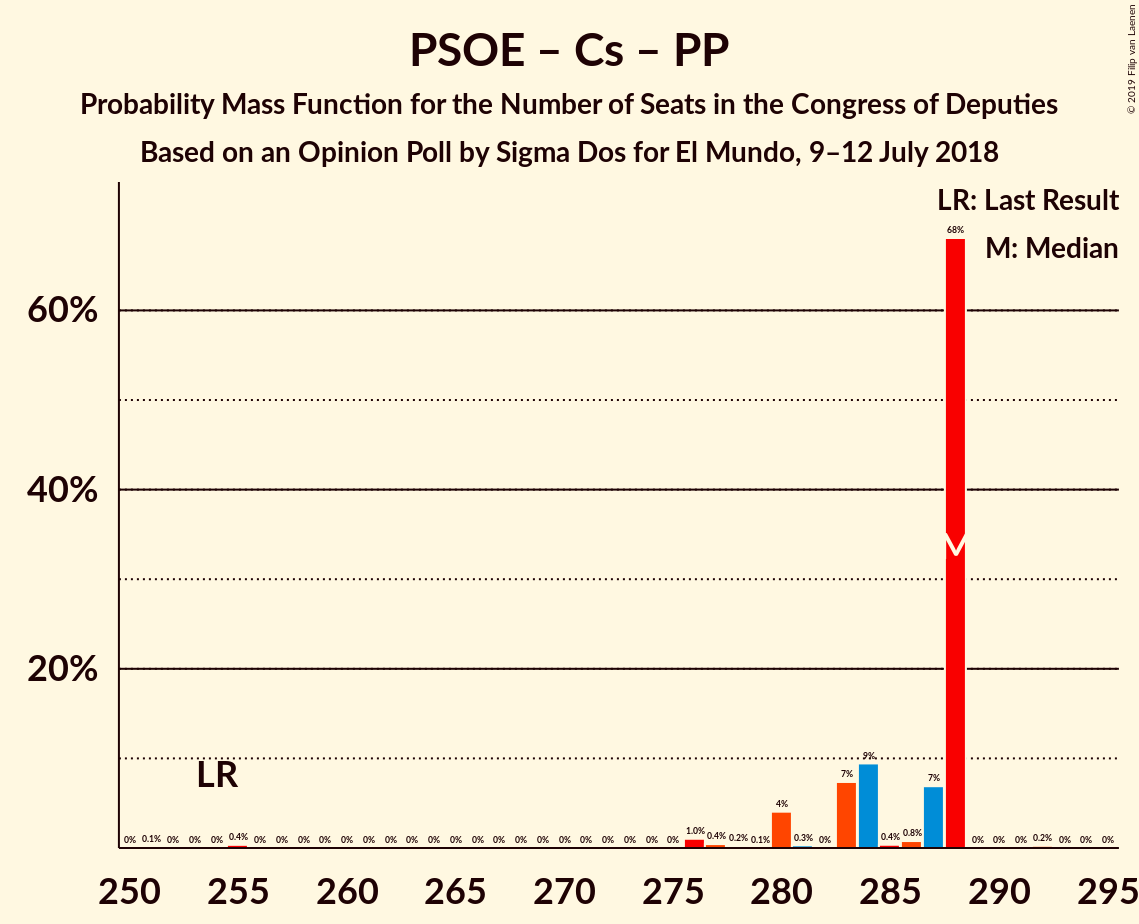 PSOE – Cs – PP
Probability Mass Function for the Number of Seats in the Congress of Deputies
Based on an Opinion Poll by Sigma Dos for El Mundo, 9–12 July 2018
© 2019 Filip van Laenen
LR: Last Result
M: Median
60%
40%
20%
LR
M
0% 0.1% 0% 0% 0% 0.4% 0% 0% 0% 0% 0% 0% 0% 0% 0% 0% 0% 0% 0% 0% 0% 0% 0% 0% 0% 0% 1.0% 0.4% 0.2% 0.1% 4% 0.3% 0% 7% 9% 0.4% 0.8% 7% 68% 0% 0% 0% 0.2% 0% 0% 0%
250 255 260 265 270 275 280 285 290 295